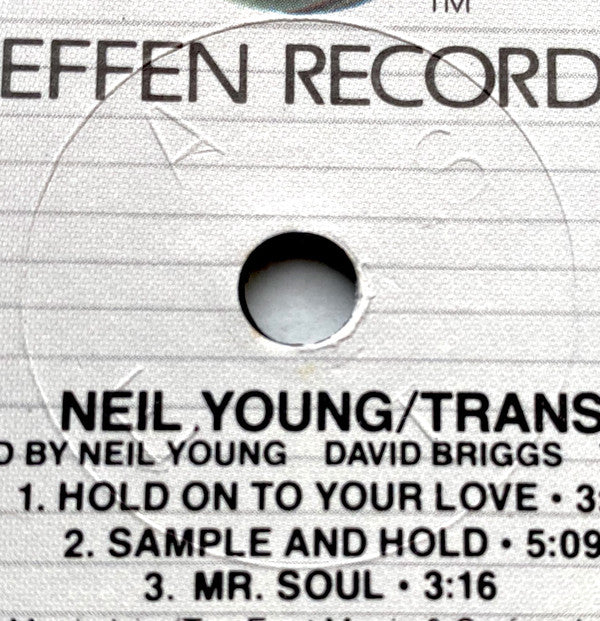 TM
EFFEN RECORD
A S
NEIL YOUNG/TRANS
D BY NEIL YOUNG DAVID BRIGGS
1. HOLD ON TO YOUR LOVE • 3:
2. SAMPLE AND HOLD • 5:09
3. MR. SOUL • 3:16